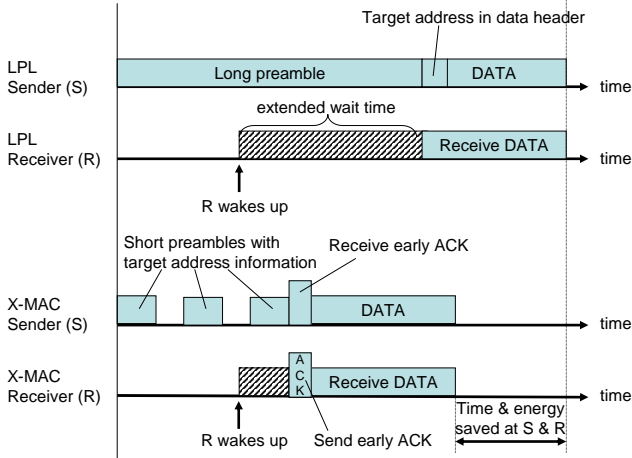 Target address in data header
LPL
Sender (S)
Long preamble
DATA
time
extended wait time
LPL
Receiver (R)
Receive DATA
time
R wakes up
Short preambles with
target address information
Receive early ACK
X-MAC
Sender (S)
DATA
time
X-MAC
Receiver (R)
A
C
K
Receive DATA
time
R wakes up
Send early ACK
Time & energy
saved at S & R